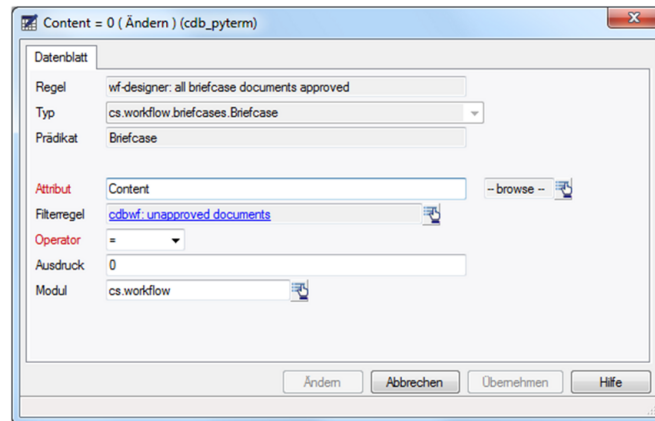 Content = 0 ( Ändern ) (cdb_pyterm)
Datenblatt
Regel wf-designer: all briefcase documents approved
Typ cs.workflow.briefcases.Briefcase
Prädikat Briefcase
Attribut Content -- browse --
Filterregel cdbwf: unapproved documents
Operator =
Ausdruck 0
Modul cs.workflow
Ändern Abbrechen Übernehmen Hilfe